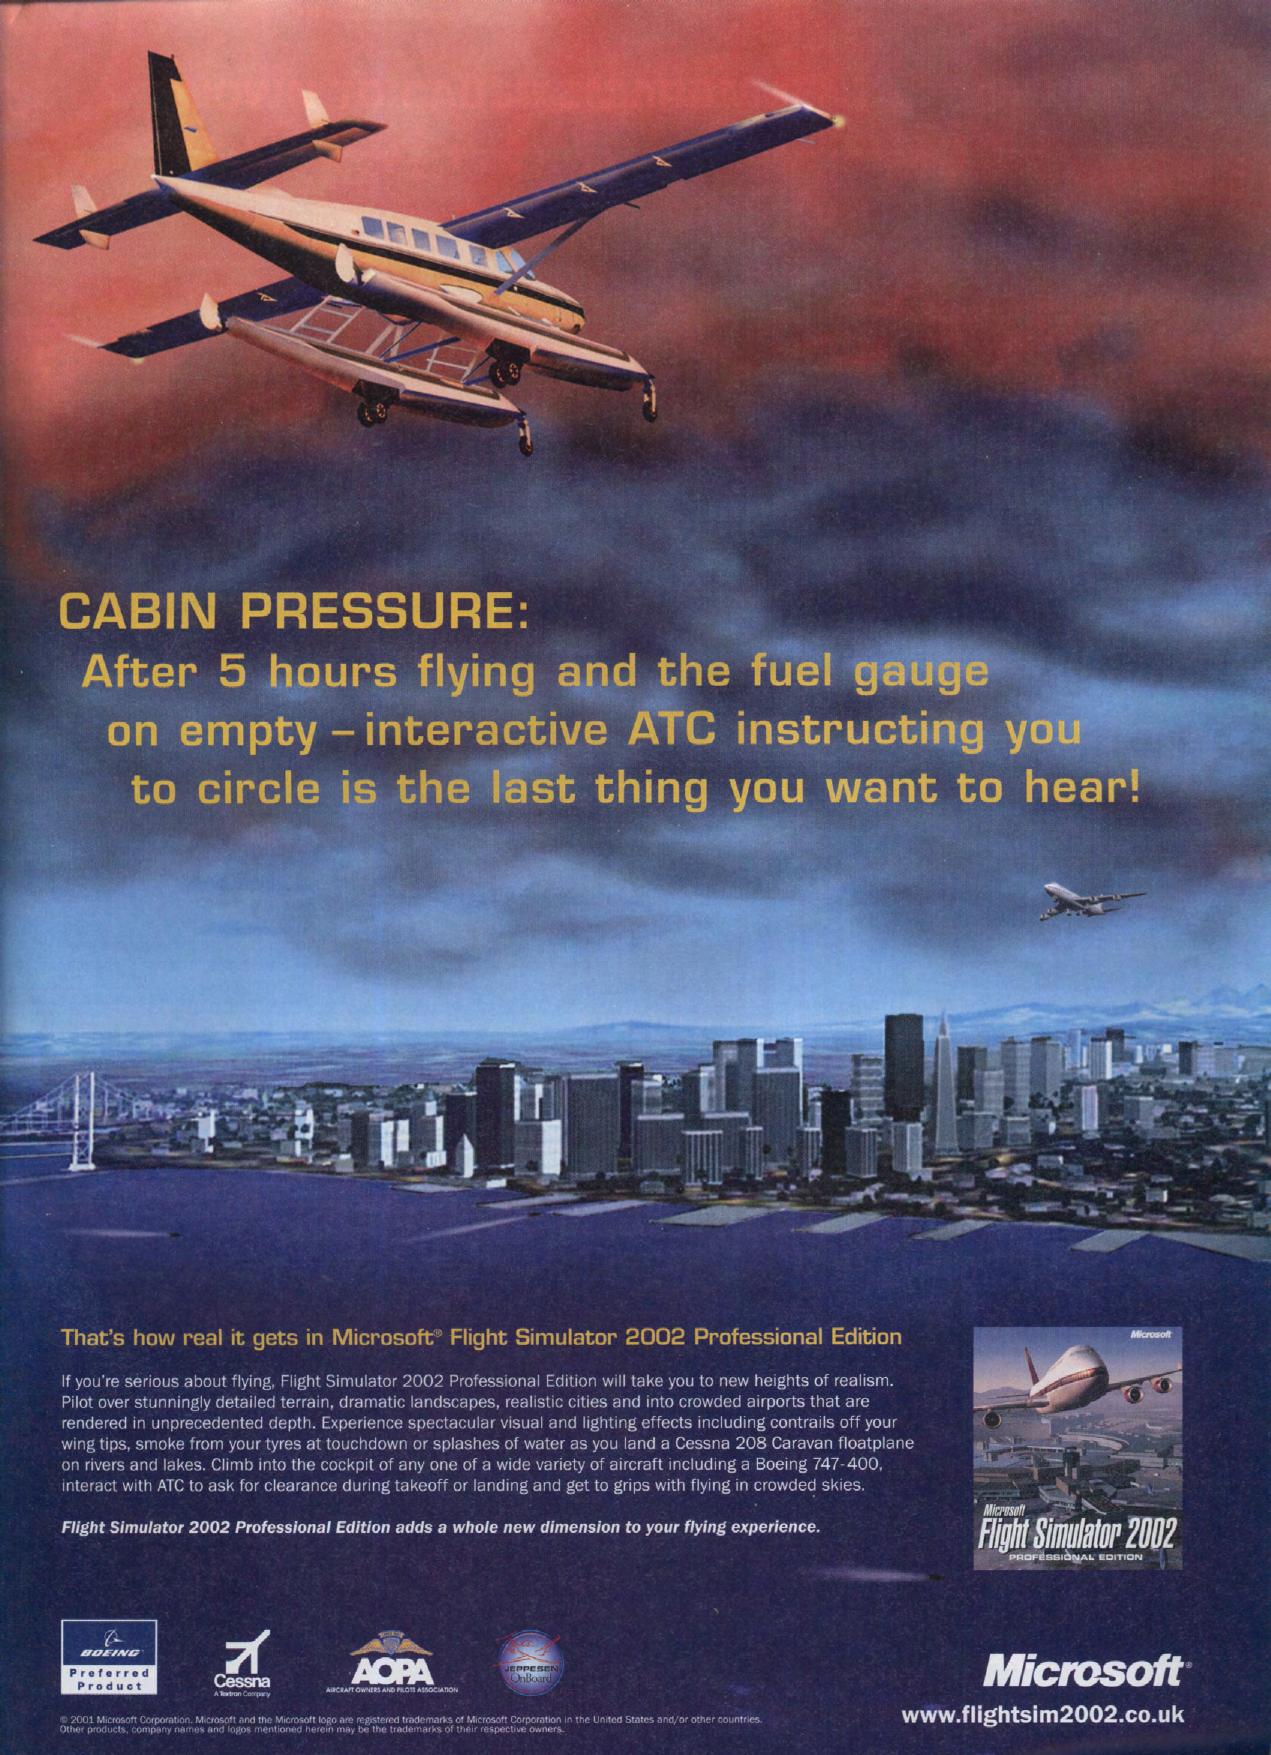 CABIN PRESSURE:
After 5 hours flying and the fuel gauge
on empty – interactive ATC instructing you
to circle is the last thing you want to hear!
That's how real it gets in Microsoft® Flight Simulator 2002 Professional Edition
If you're serious about flying, Flight Simulator 2002 Professional Edition will take you to new heights of realism.
Pilot over stunningly detailed terrain, dramatic landscapes, realistic cities and into crowded airports that are
rendered in unprecedented depth. Experience spectacular visual and lighting effects including contrails off your
wing tips, smoke from your tyres at touchdown or splashes of water as you land a Cessna 208 Caravan floatplane
on rivers and lakes. Climb into the cockpit of any one of a wide variety of aircraft including a Boeing 747-400,
interact with ATC to ask for clearance during takeoff or landing and get to grips with flying in crowded skies.
Flight Simulator 2002 Professional Edition adds a whole new dimension to your flying experience.
Microsoft
Microsoft
Flight Simulator 2002
PROFESSIONAL EDITION
BOEING
Preferred
Product
Cessna
A Textron Company
AOPA
AIRCRAFT OWNERS AND PILOTS ASSOCIATION
JEPPESEN
OnBoard
Microsoft®
www.flightsim2002.co.uk
© 2001 Microsoft Corporation. Microsoft and the Microsoft logo are registered trademarks of Microsoft Corporation in the United States and/or other countries.
Other products, company names and logos mentioned herein may be the trademarks of their respective owners.